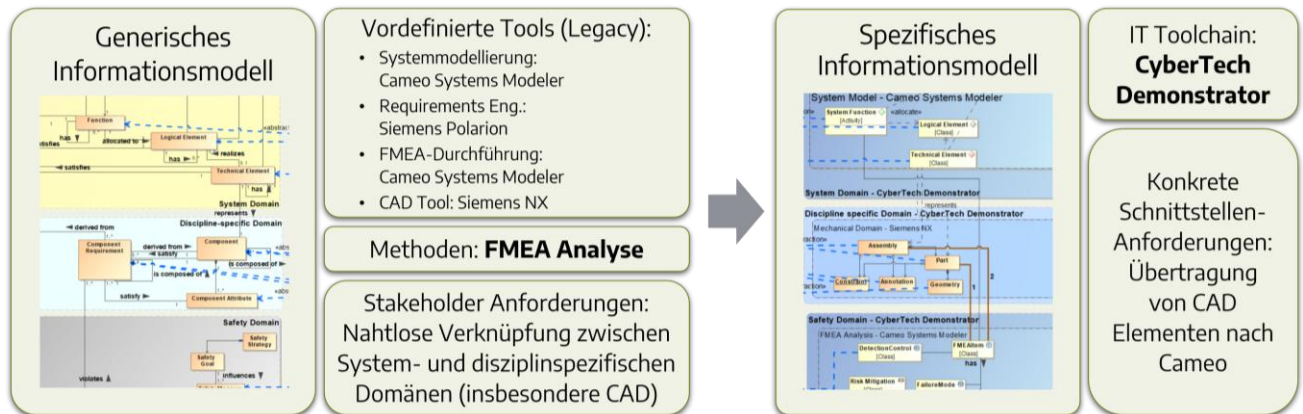 Generisches
Informationsmodell
Function
has
satisfies
allocated to
Logical Element
has
realizes
satisfies
Technical Element
has
System Domain
represents
Discipline-specific Domain
derived from
Component
Requirement
derived from
satisfy
Component
is composed of
is composed of
satisfy
Component Attribute
Safety Domain
Safety
Strategy
Safety
Goal
influences
violates
Vordefinierte Tools (Legacy):
• Systemmodellierung:
Cameo Systems Modeler
• Requirements Eng.:
Siemens Polarion
• FMEA-Durchführung:
Cameo Systems Modeler
• CAD Tool: Siemens NX
Methoden: FMEA Analyse
Stakeholder Anforderungen:
Nahtlose Verknüpfung zwischen
System- und disziplinspezifischen
Domänen (insbesondere CAD)
Spezifisches
Informationsmodell
System Model - Cameo Systems Modeler
System Function
[Activity]
«allocate»
Logical Element
[Class]
Technical Element
[Class]
System Domain - CyberTech Demonstrator
represents
Discipline specific Domain - CyberTech Demonstrator
Mechanical Domain - Siemens NX
Assembly
Part
Constraint
Annotation
Geometry
2
1
Safety Domain - CyberTech Demonstrator
FMEA Analysis - Cameo Systems Modeler
DetectionControl
[Class]
FMEAItem
[Class]
has
Risk Mitigation
FailureMode
IT Toolchain:
CyberTech
Demonstrator
Konkrete
Schnittstellen-
Anforderungen:
Übertragung
von CAD
Elementen nach
Cameo